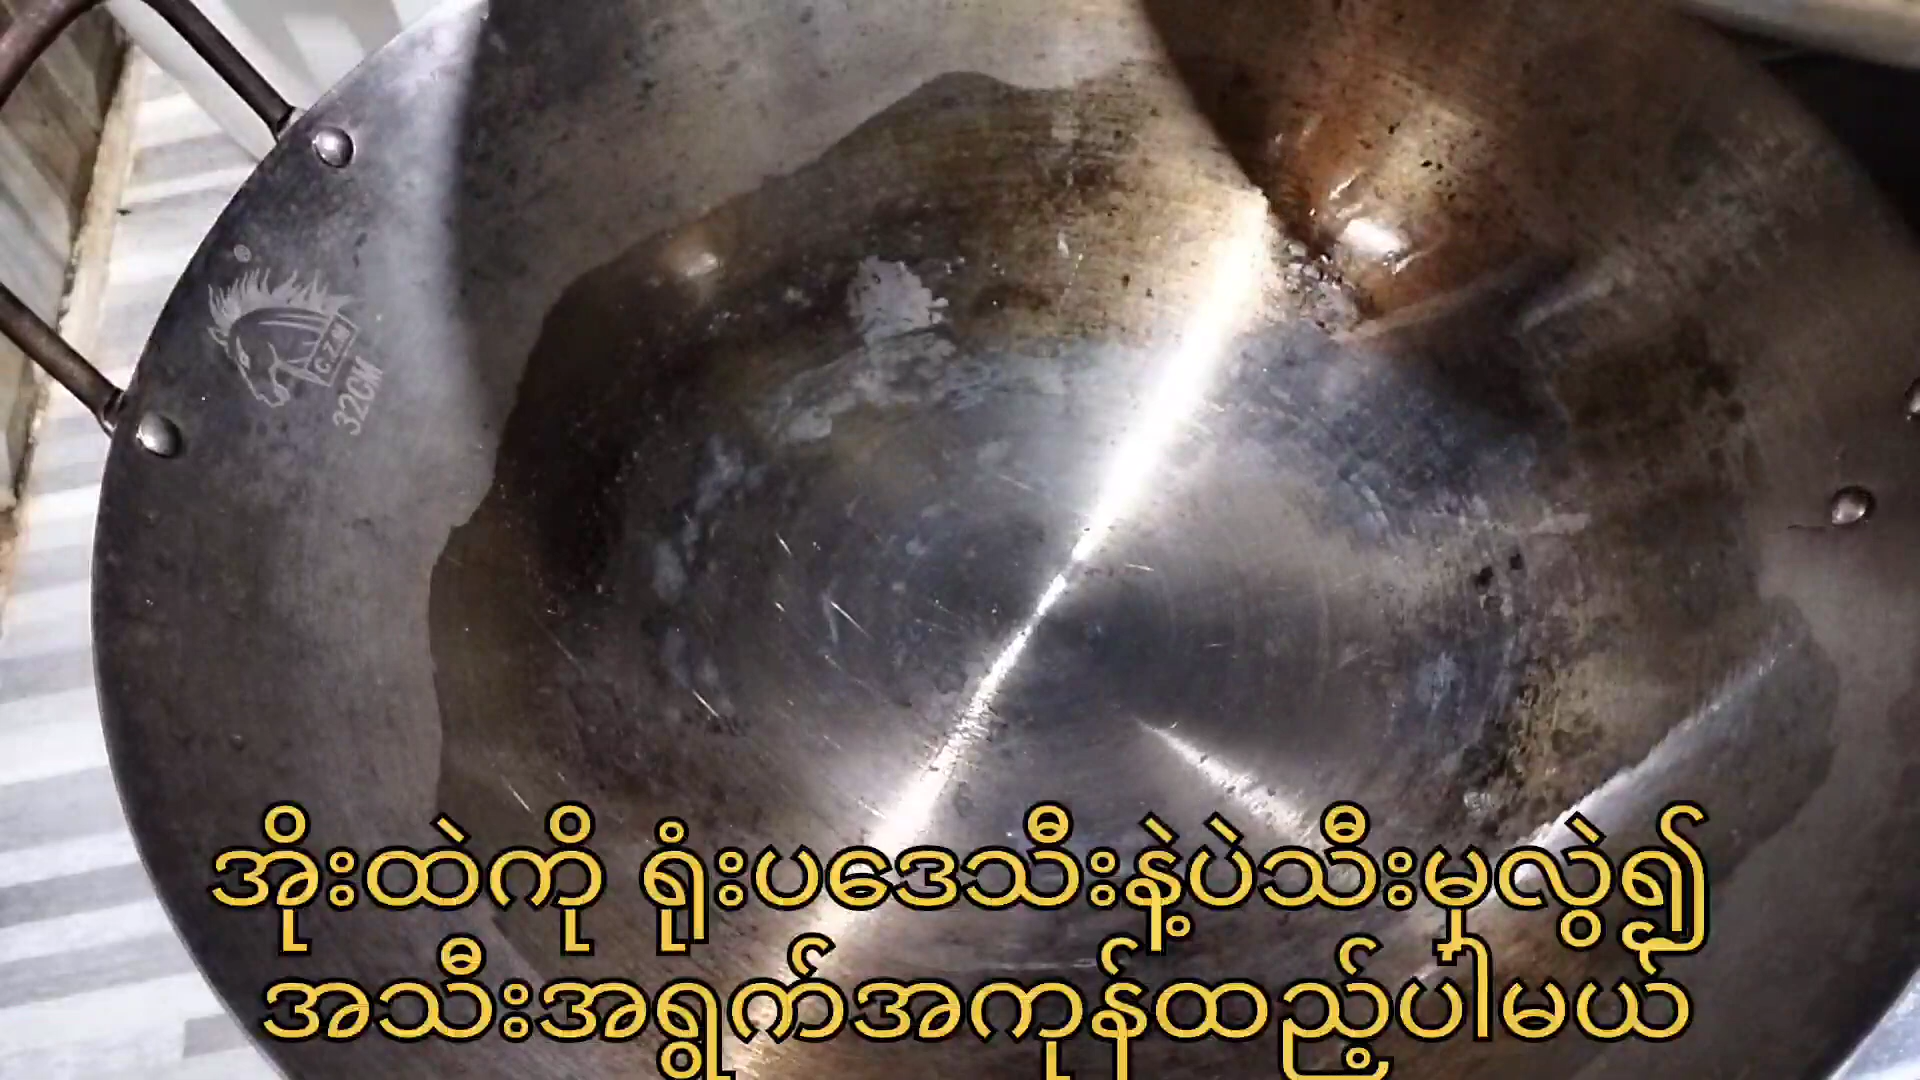 C.Z.M
32CM
အိုးထဲကို ရုံးပဒေသီးနဲ့ပဲသီးမှလွဲ၍
အသီးအရွက်အကုန်ထည့်ပါမယ်